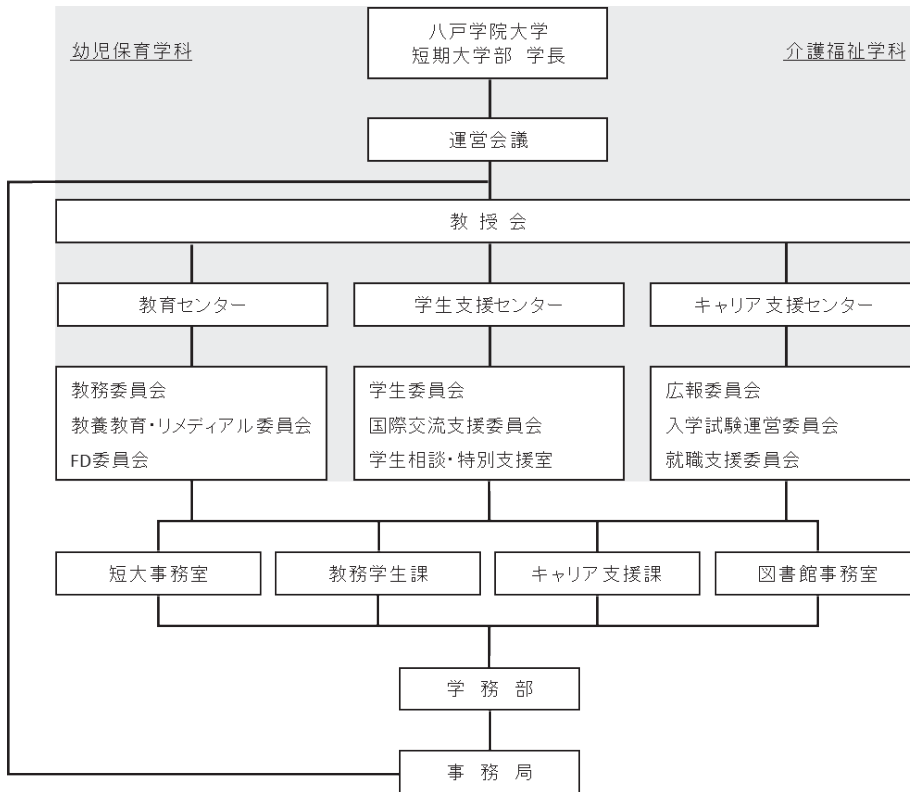 八戸学院大学
短期大学部 学長
幼児保育学科
介護福祉学科
運営会議
教授会
教育センター
学生支援センター
キャリア支援センター
教務委員会
教養教育・リメディアル委員会
FD委員会
学生委員会
国際交流支援委員会
学生相談・特別支援室
広報委員会
入学試験運営委員会
就職支援委員会
短大事務室
教務学生課
キャリア支援課
図書館事務室
学務部
事務局